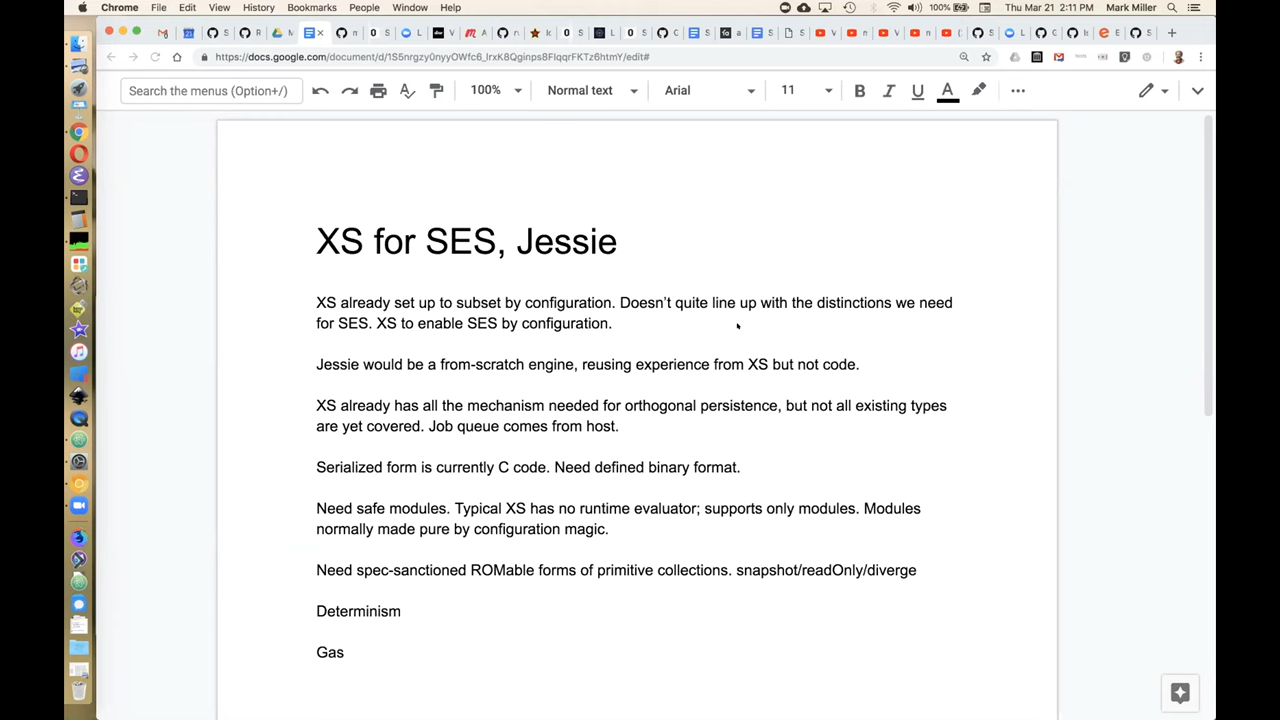 Chrome File Edit View History Bookmarks People Window Help 100% Thu Mar 21 2:11 PM Mark Miller
https://docs.google.com/document/d/1S5nrgzy0nyyOWfc6_IrxK8Qginps8FIqqrFKTz6htmY/edit#
Search the menus (Option+/) 100% Normal text Arial 11 B I U A
XS for SES, Jessie
XS already set up to subset by configuration. Doesn’t quite line up with the distinctions we need
for SES. XS to enable SES by configuration.
Jessie would be a from-scratch engine, reusing experience from XS but not code.
XS already has all the mechanism needed for orthogonal persistence, but not all existing types
are yet covered. Job queue comes from host.
Serialized form is currently C code. Need defined binary format.
Need safe modules. Typical XS has no runtime evaluator; supports only modules. Modules
normally made pure by configuration magic.
Need spec-sanctioned ROMable forms of primitive collections. snapshot/readOnly/diverge
Determinism
Gas